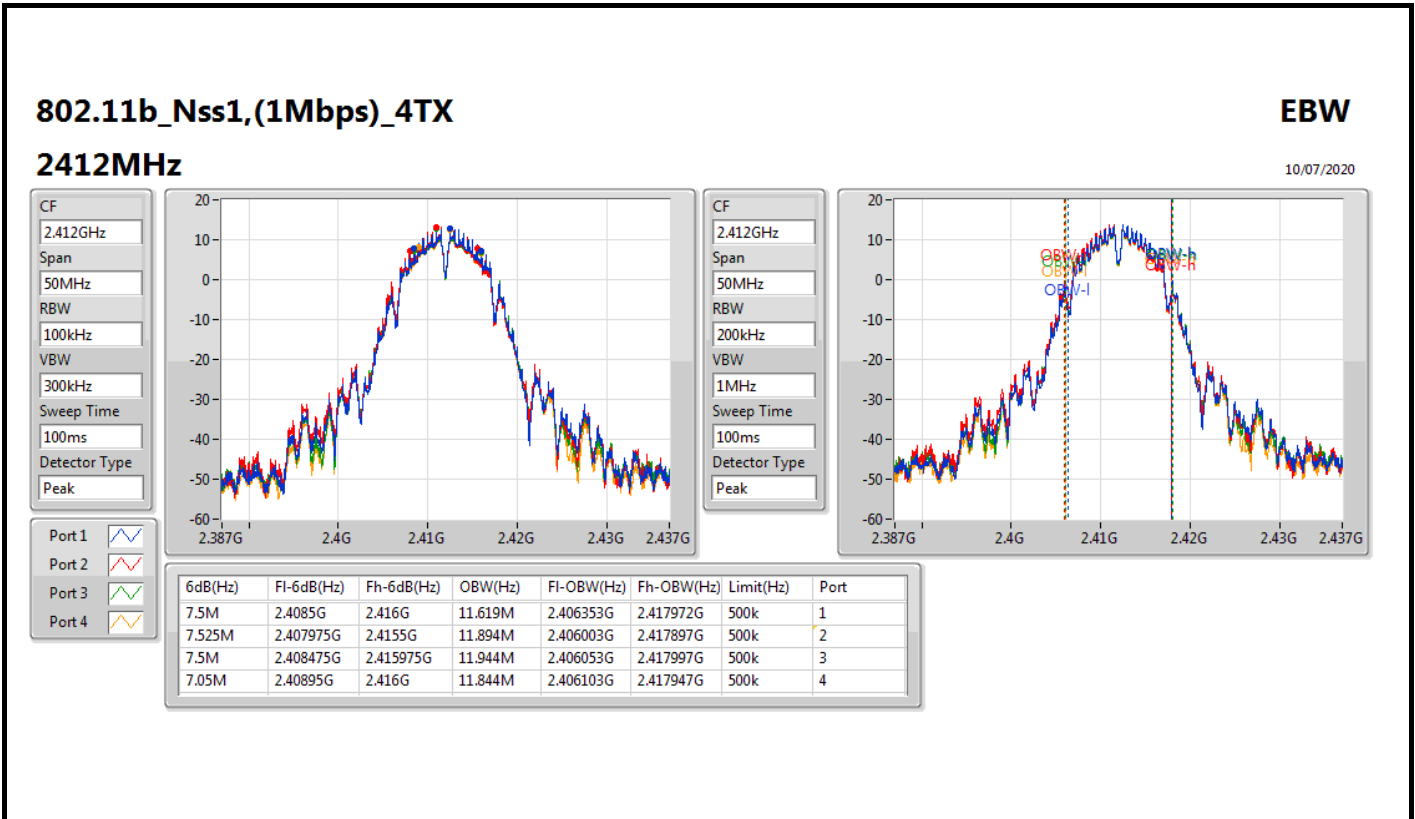 802.11b_Nss1,(1Mbps)_4TX
EBW
2412MHz
10/07/2020
CF
2.412GHz
Span
50MHz
RBW
100kHz
VBW
300kHz
Sweep Time
100ms
Detector Type
Peak
20
10
0
-10
-20
-30
-40
-50
-60
2.387G 2.4G 2.41G 2.42G 2.43G 2.437G
CF
2.412GHz
Span
50MHz
RBW
200kHz
VBW
1MHz
Sweep Time
100ms
Detector Type
Peak
20
10
0
-10
-20
-30
-40
-50
-60
OBW-h
OBW-h
OBW-l
OBW-l
2.387G 2.4G 2.41G 2.42G 2.43G 2.437G
Port 1
Port 2
Port 3
Port 4
6dB(Hz) Fl-6dB(Hz) Fh-6dB(Hz) OBW(Hz) Fl-OBW(Hz) Fh-OBW(Hz) Limit(Hz) Port
7.5M 2.4085G 2.416G 11.619M 2.406353G 2.417972G 500k 1
7.525M 2.407975G 2.4155G 11.894M 2.406003G 2.417897G 500k 2
7.5M 2.408475G 2.415975G 11.944M 2.406053G 2.417997G 500k 3
7.05M 2.40895G 2.416G 11.844M 2.406103G 2.417947G 500k 4